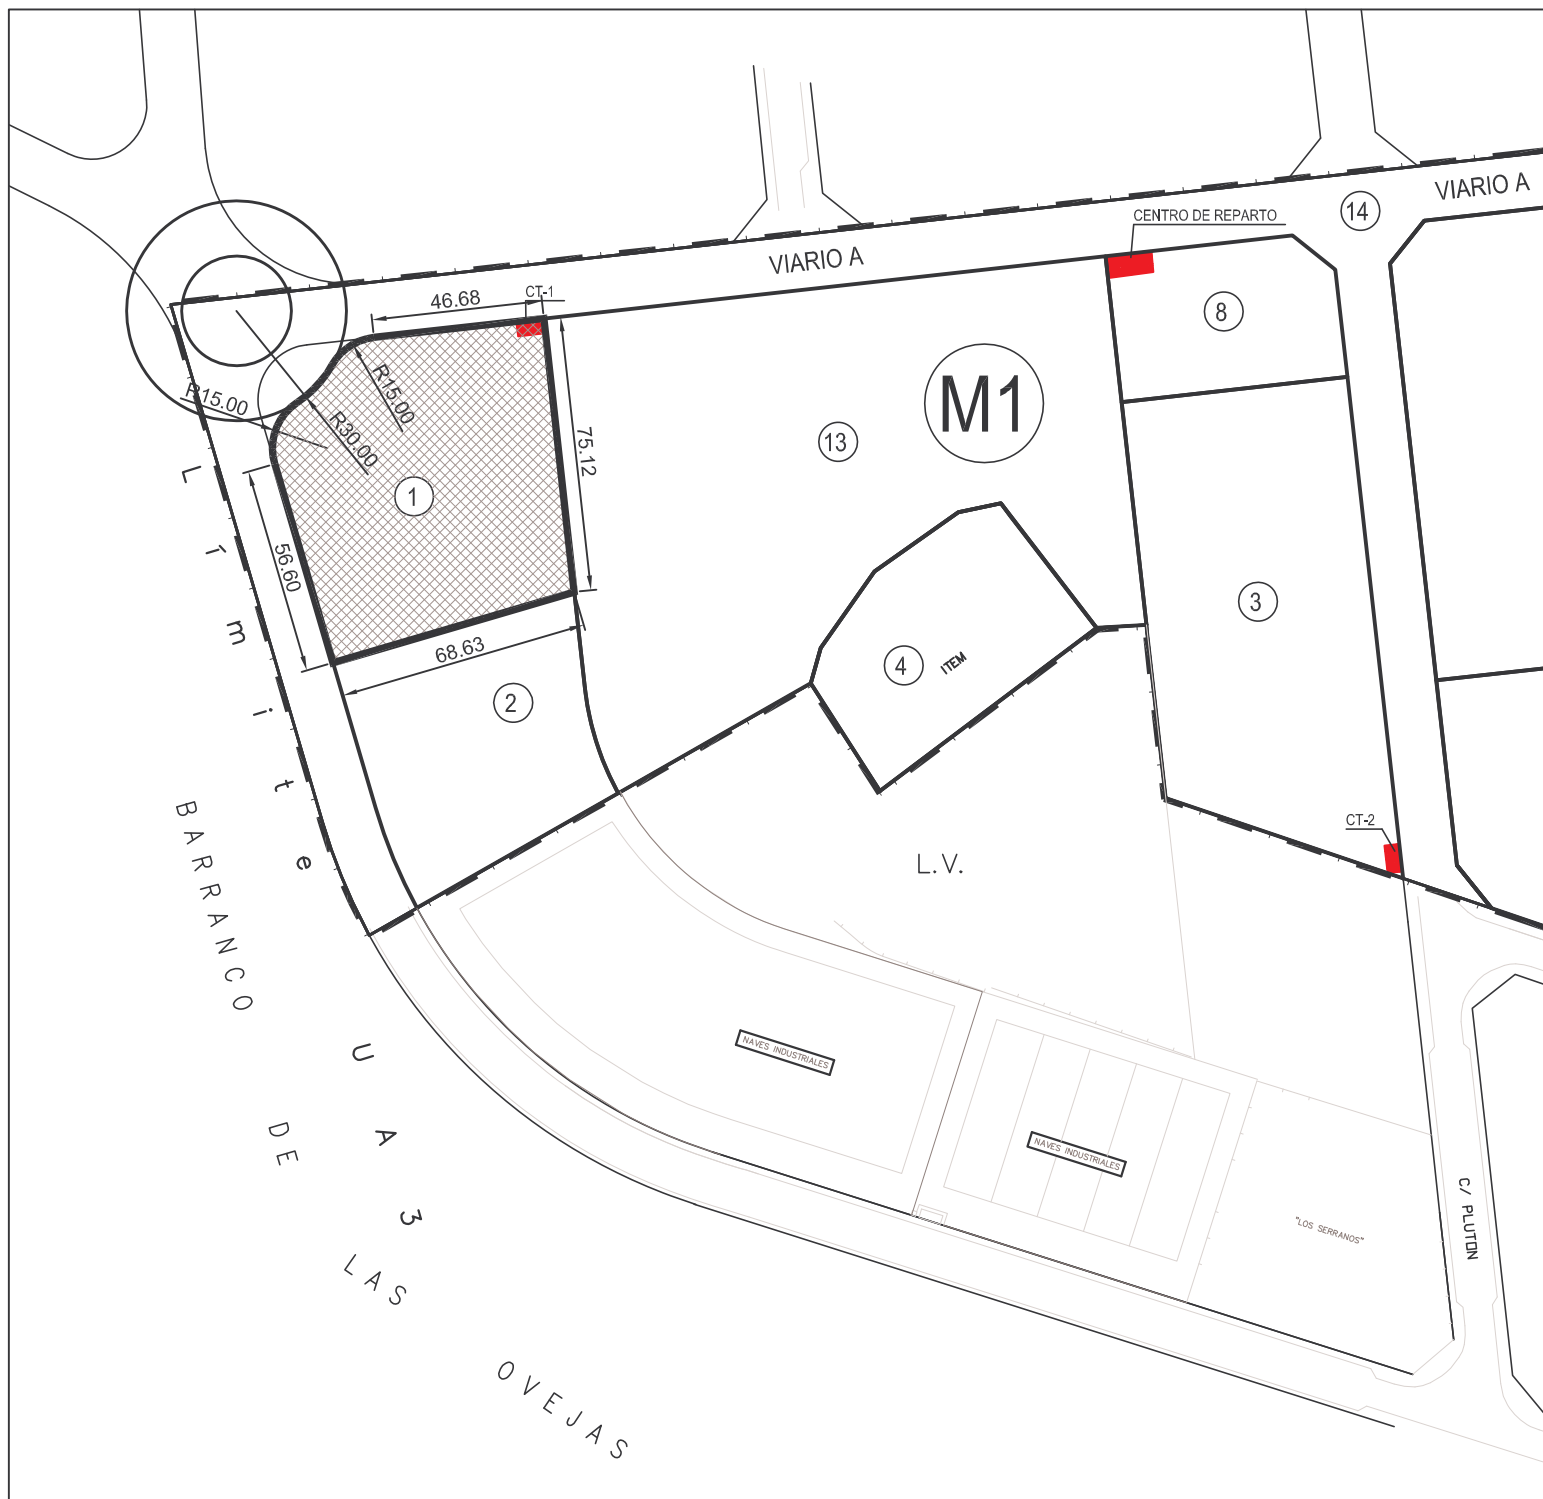 VIARIO A
14
CENTRO DE REPARTO
VIARIO A
46.68
CT-1
8
R15.00
R15.00
M1
R30.00
75.12
13
1
56.60
3
68.63
4
ITEM
2
Límite
CT-2
BARRANCO
L.V.
UA3
NAVES INDUSTRIALES
DE
NAVES INDUSTRIALES
C/ PLUTON
"LOS SERRANOS"
LAS
OVEJAS